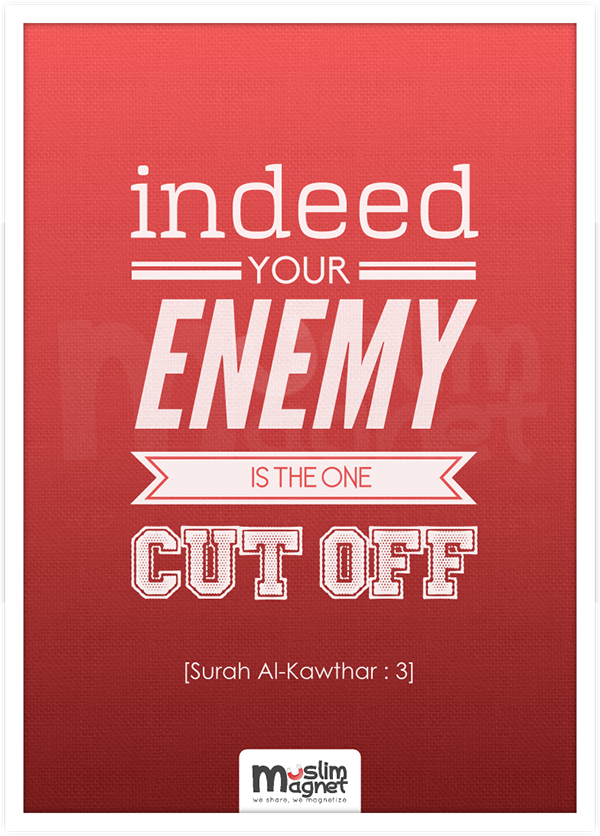 indeed
YOUR
ENEMY
IS THE ONE
CUT OFF
[Surah Al-Kawthar : 3]
muslim
magnet
we share, we magnetize